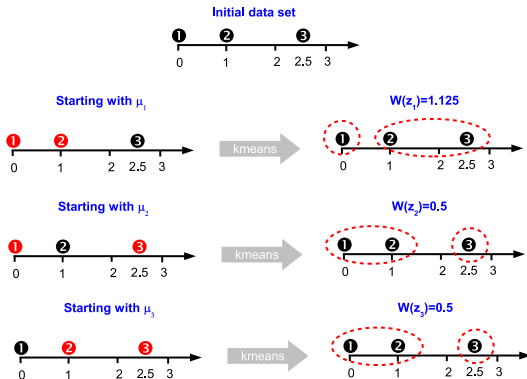 Initial data set
1 2 3
0 1 2 2.5 3
Starting with μ1
W(z1)=1.125
1 2 3
kmeans
1 2 3
0 1 2 2.5 3
0 1 2 2.5 3
Starting with μ2
W(z2)=0.5
1 2 3
kmeans
1 2 3
0 1 2 2.5 3
0 1 2 2.5 3
Starting with μ3
W(z3)=0.5
1 2 3
kmeans
1 2 3
0 1 2 2.5 3
0 1 2 2.5 3